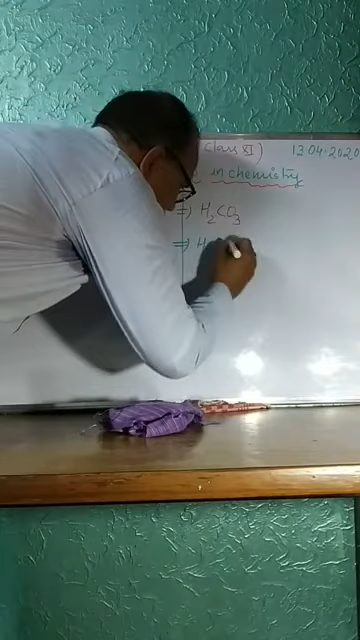 (Class XI) 13.04.2020
in chemistry
⇒ H₂CO₃
⇒ H